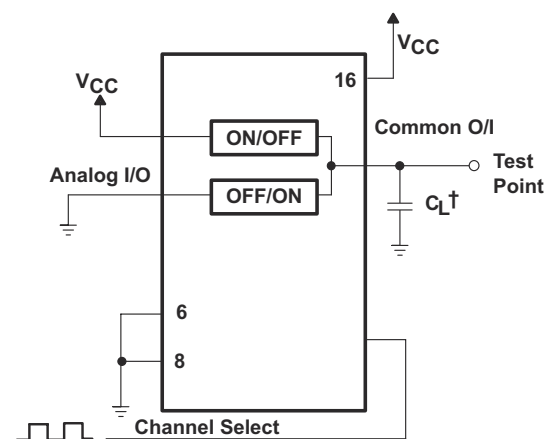 VCC
16
VCC
ON/OFF
Common O/I
Analog I/O
OFF/ON
Test
Point
CL†
6
8
Channel Select